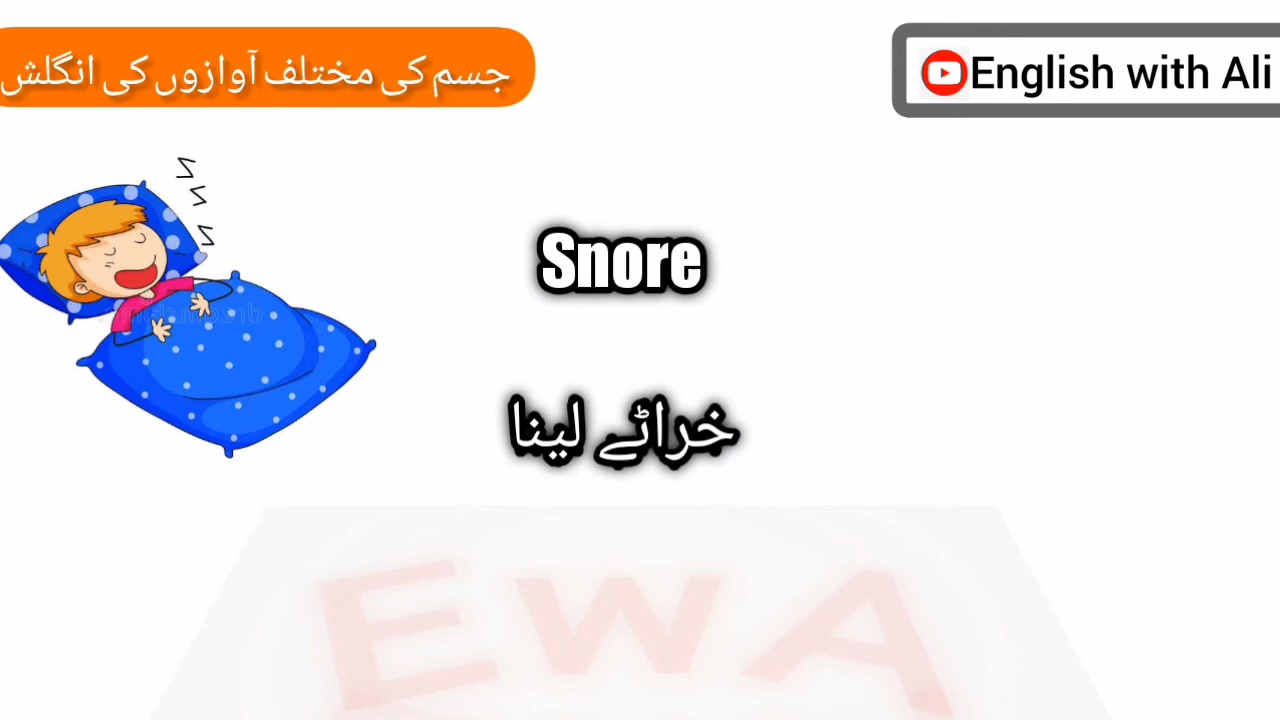 جسم کی مختلف آوازوں کی انگلش
English with Ali
Snore
خراٹے لینا
EWA